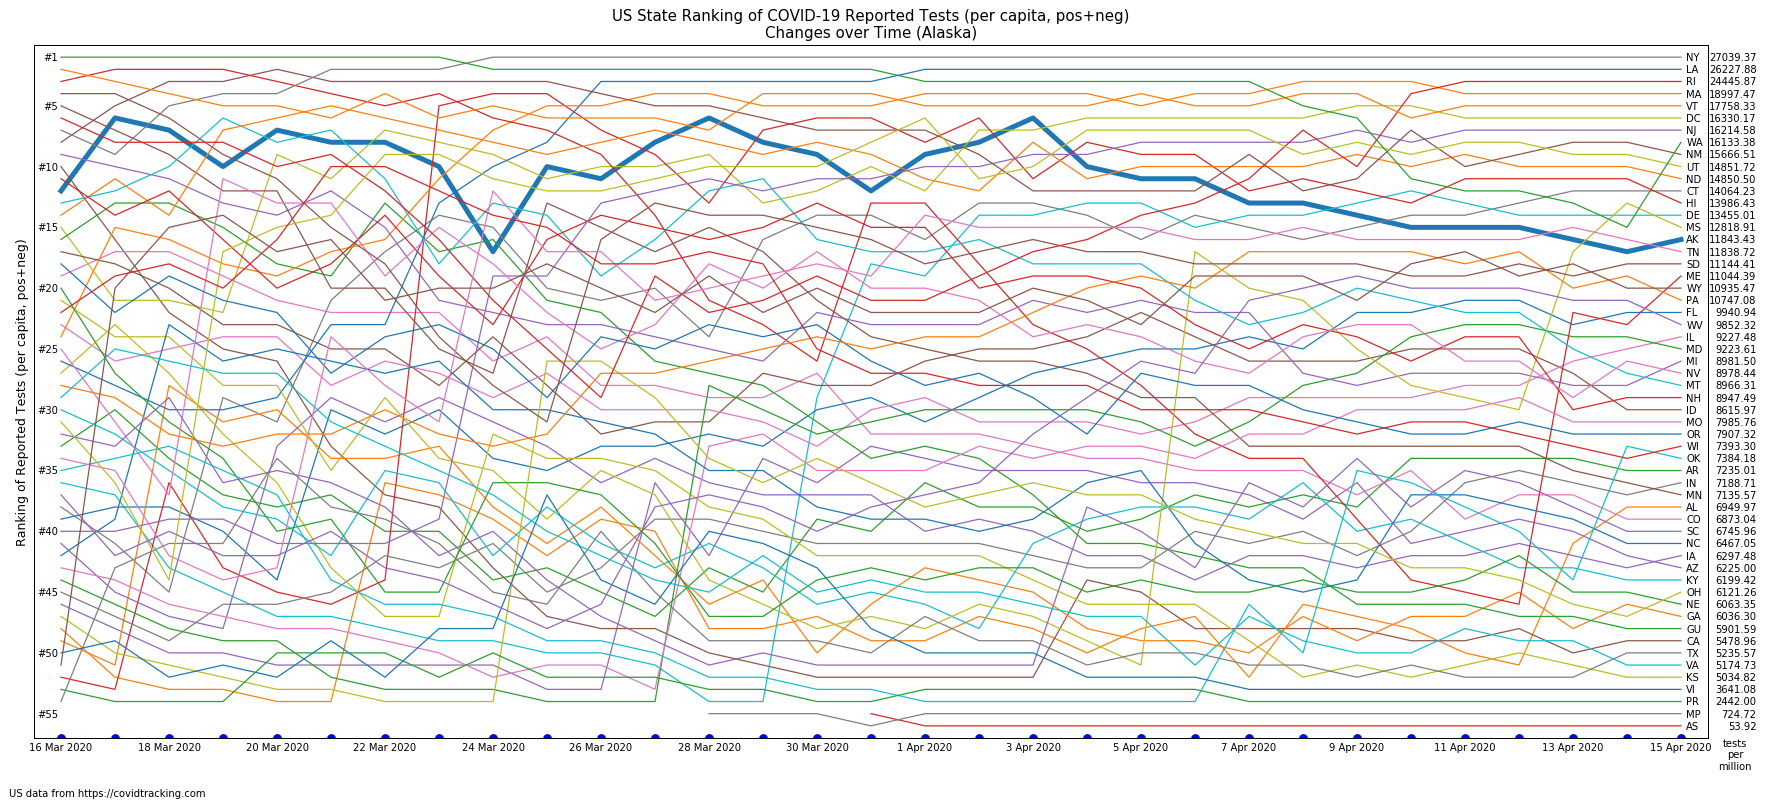 US State Ranking of COVID-19 Reported Tests (per capita, pos+neg)
Changes over Time (Alaska)
Ranking of Reported Tests (per capita, pos+neg)
#1
#5
#10
#15
#20
#25
#30
#35
#40
#45
#50
#55
NY 27039.37
LA 26227.88
RI 24445.87
MA 18997.47
VT 17758.33
DC 16330.17
NJ 16214.58
WA 16133.38
NM 15666.51
UT 14851.72
ND 14850.50
CT 14064.23
HI 13986.43
DE 13455.01
MS 12818.91
AK 11843.43
TN 11838.72
SD 11144.41
ME 11044.39
WY 10935.47
PA 10747.08
FL 9940.94
WV 9852.32
IL 9227.48
MD 9223.61
MI 8981.50
NV 8978.44
MT 8966.31
NH 8947.49
ID 8615.97
MO 7985.76
OR 7907.32
WI 7393.30
OK 7384.18
AR 7235.01
IN 7188.71
MN 7135.57
AL 6949.97
CO 6873.04
SC 6745.96
NC 6467.05
IA 6297.48
AZ 6225.00
KY 6199.42
OH 6121.26
NE 6063.35
GA 6036.30
GU 5901.59
CA 5478.96
TX 5235.57
VA 5174.73
KS 5034.82
VI 3641.08
PR 2442.00
MP 724.72
AS 53.92
16 Mar 2020 18 Mar 2020 20 Mar 2020 22 Mar 2020 24 Mar 2020 26 Mar 2020 28 Mar 2020 30 Mar 2020 1 Apr 2020 3 Apr 2020 5 Apr 2020 7 Apr 2020 9 Apr 2020 11 Apr 2020 13 Apr 2020 15 Apr 2020
tests
per
million
US data from https://covidtracking.com